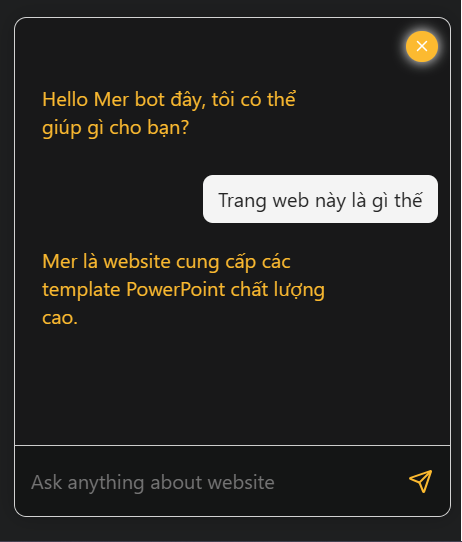 Hello Mer bot đây, tôi có thể
giúp gì cho bạn?
Trang web này là gì thế
Mer là website cung cấp các
template PowerPoint chất lượng
cao.
Ask anything about website